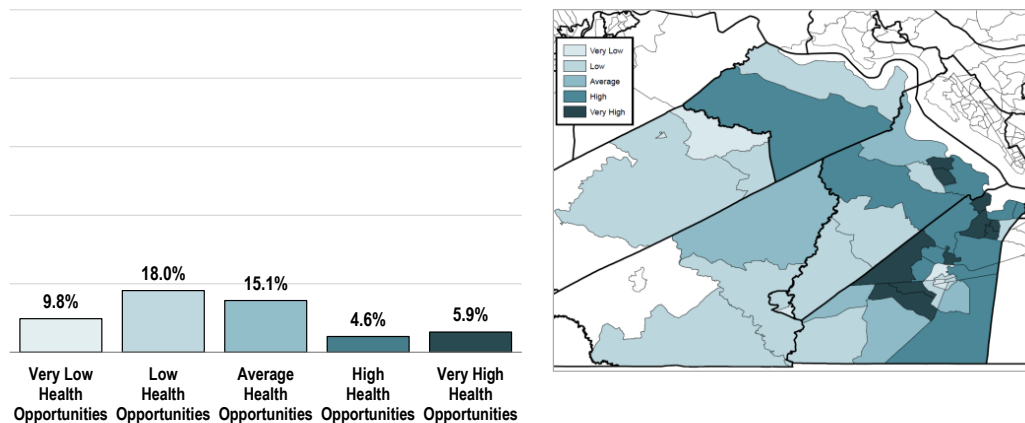 9.8%
18.0%
15.1%
4.6%
5.9%
Very Low
Health
Opportunities
Low
Health
Opportunities
Average
Health
Opportunities
High
Health
Opportunities
Very High
Health
Opportunities
Very Low
Low
Average
High
Very High